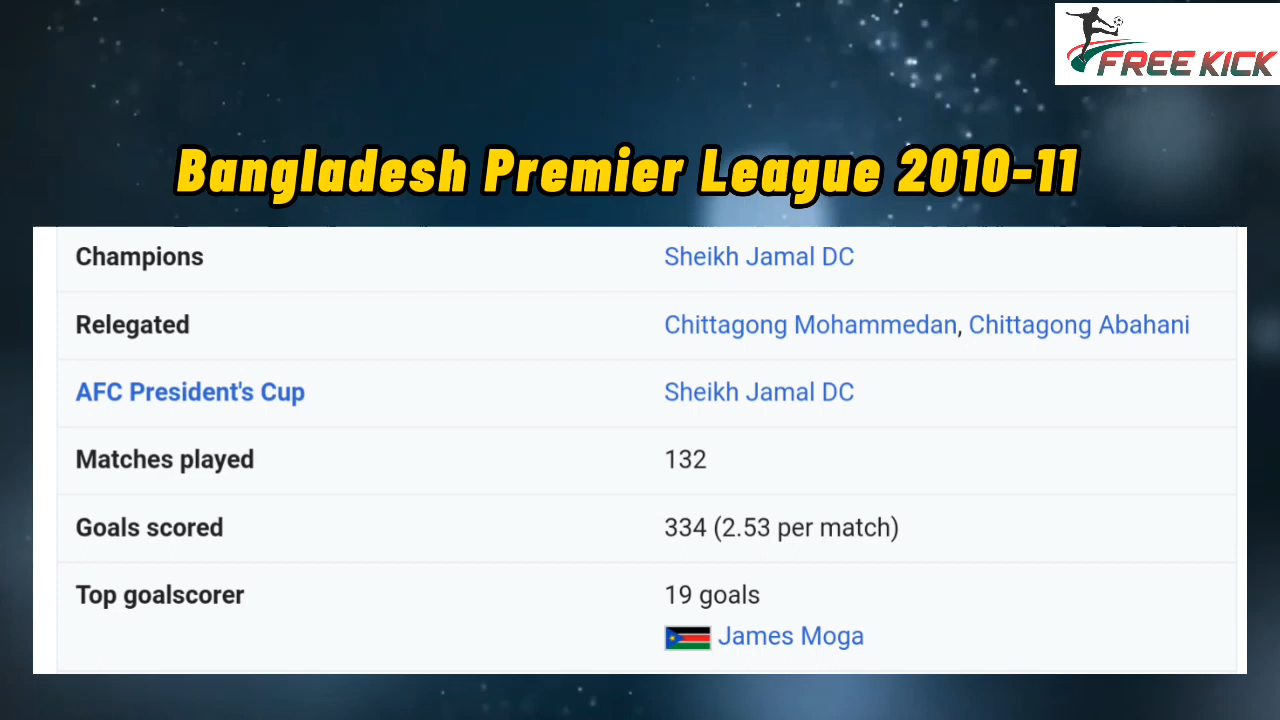 FREE KICK
Bangladesh Premier League 2010-11
Champions Sheikh Jamal DC
Relegated Chittagong Mohammedan, Chittagong Abahani
AFC President's Cup Sheikh Jamal DC
Matches played 132
Goals scored 334 (2.53 per match)
Top goalscorer 19 goals
James Moga